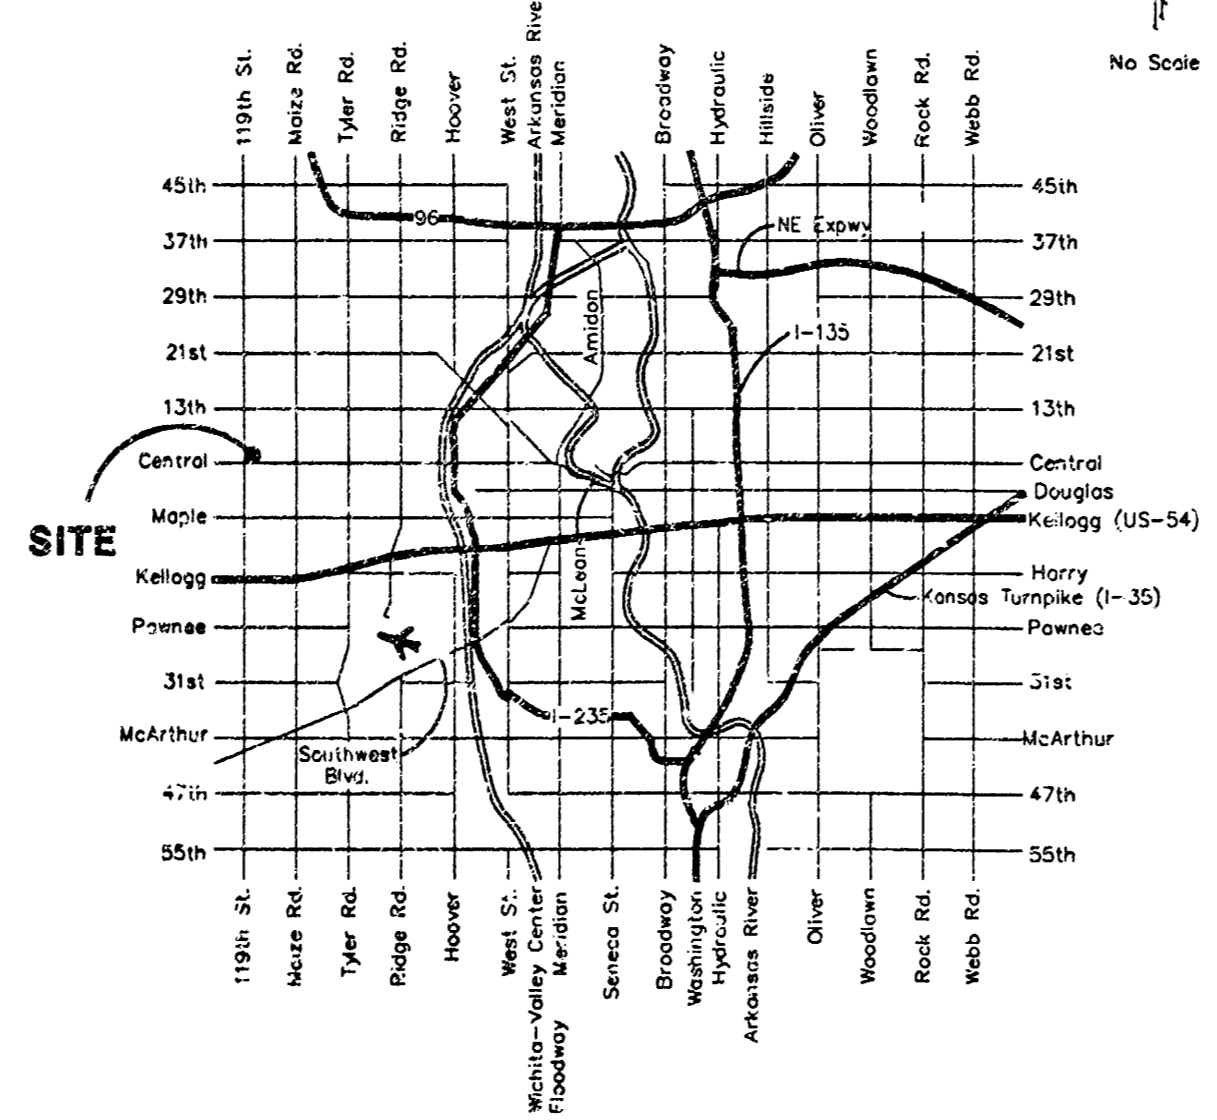 No Scale
119th St.
Maize Rd.
Tyler Rd.
Ridge Rd.
Hoover
West St.
Arkansas Rive
Meridian
Broadway
Hydraulic
Hillside
Oliver
Woodlawn
Rock Rd.
Webb Rd.
45th
45th
96
NE Expwy
37th
37th
29th
29th
Amidon
I-135
21st
21st
13th
13th
Central
Central
Douglas
SITE
Maple
Kellogg (US-54)
Kellogg
McLean
Harry
Kansas Turnpike (I-35)
Pawnee
Pawnee
31st
31st
I-235
McArthur
McArthur
Southwest
Blvd.
47th
47th
55th
55th
119th St.
Maize Rd.
Tyler Rd.
Ridge Rd.
Hoover
West St.
Wichita-Valley Center
Floodway
Meridian
Seneca St.
Broadway
Washington
Hydraulic
Arkansas River
Oliver
Woodlawn
Rock Rd.
Webb Rd.